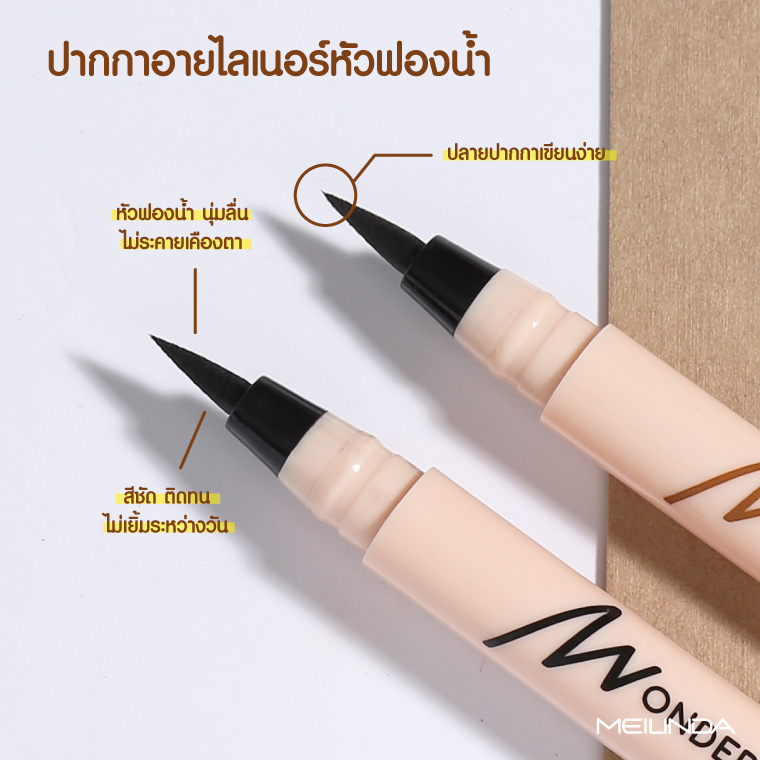 ปากกาอายไลเนอร์หัวฟองน้ำ
ปลายปากกาเขียนง่าย
หัวฟองน้ำ นุ่มลื่น
ไม่ระคายเคืองตา
สีชัด ติดทน
ไม่เยิ้มระหว่างวัน
WONDER
MEILINDA